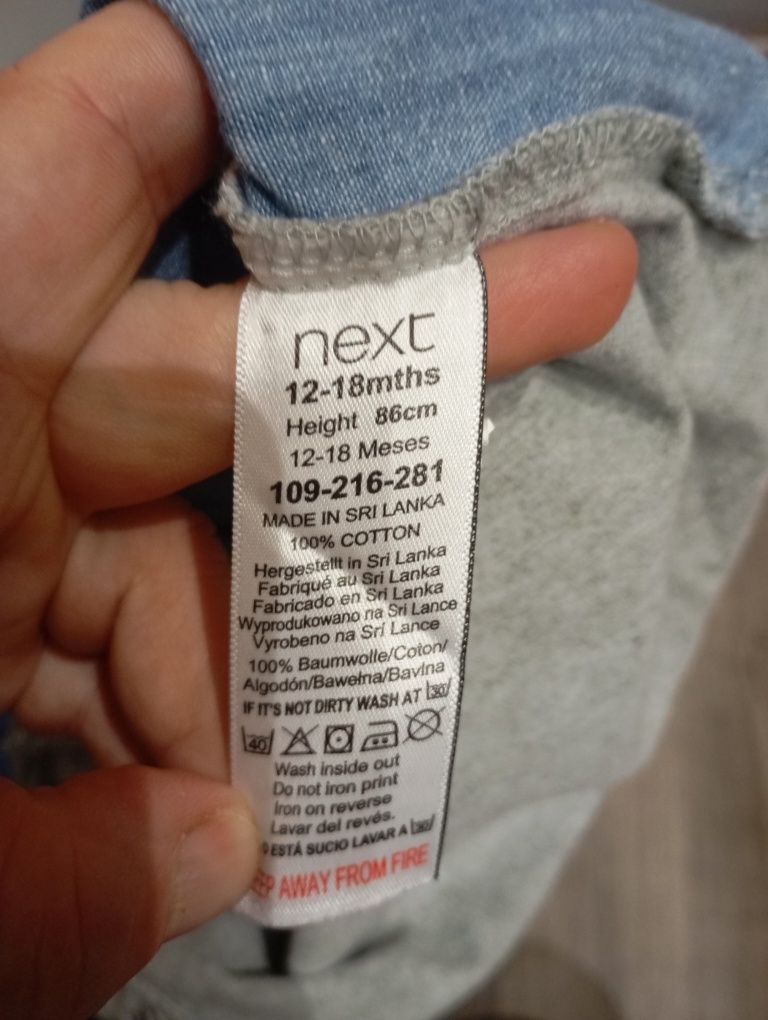 next
12-18mths
Height 86cm
12-18 Meses
109-216-281
MADE IN SRI LANKA
100% COTTON
Hergestellt in Sri Lanka
Fabriqué au Sri Lanka
Fabricado en Sri Lanka
Wyprodukowano na Sri Lance
Vyrobeno na Srí Lance
100% Baumwolle/Coton/
Algodón/Bawełna/Bavlna
IF IT'S NOT DIRTY WASH AT 30
40
Wash inside out
Do not iron print
Iron on reverse
Lavar del revés.
ESTÁ SUCIO LAVAR A 30
EP AWAY FROM FIRE